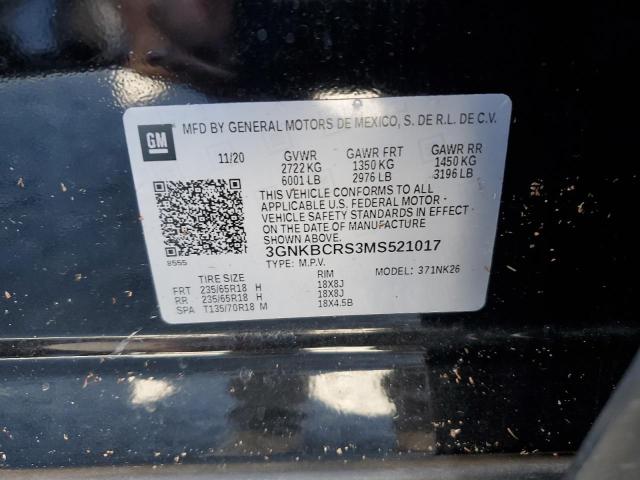 GM MFD BY GENERAL MOTORS DE MEXICO, S. DE R.L. DE C.V.
11/20 GVWR GAWR FRT GAWR RR
2722 KG 1350 KG 1450 KG
6001 LB 2976 LB 3196 LB
THIS VEHICLE CONFORMS TO ALL
APPLICABLE U.S. FEDERAL MOTOR
VEHICLE SAFETY STANDARDS IN EFFECT
ON THE DATE OF MANUFACTURE
SHOWN ABOVE.
8555
3GNKBCRS3MS521017
TYPE: M.P.V. MODEL: 371NK26
TIRE SIZE RIM
FRT 235/65R18 H 18X8J
RR 235/65R18 H 18X8J
SPA T135/70R18 M 18X4.5B